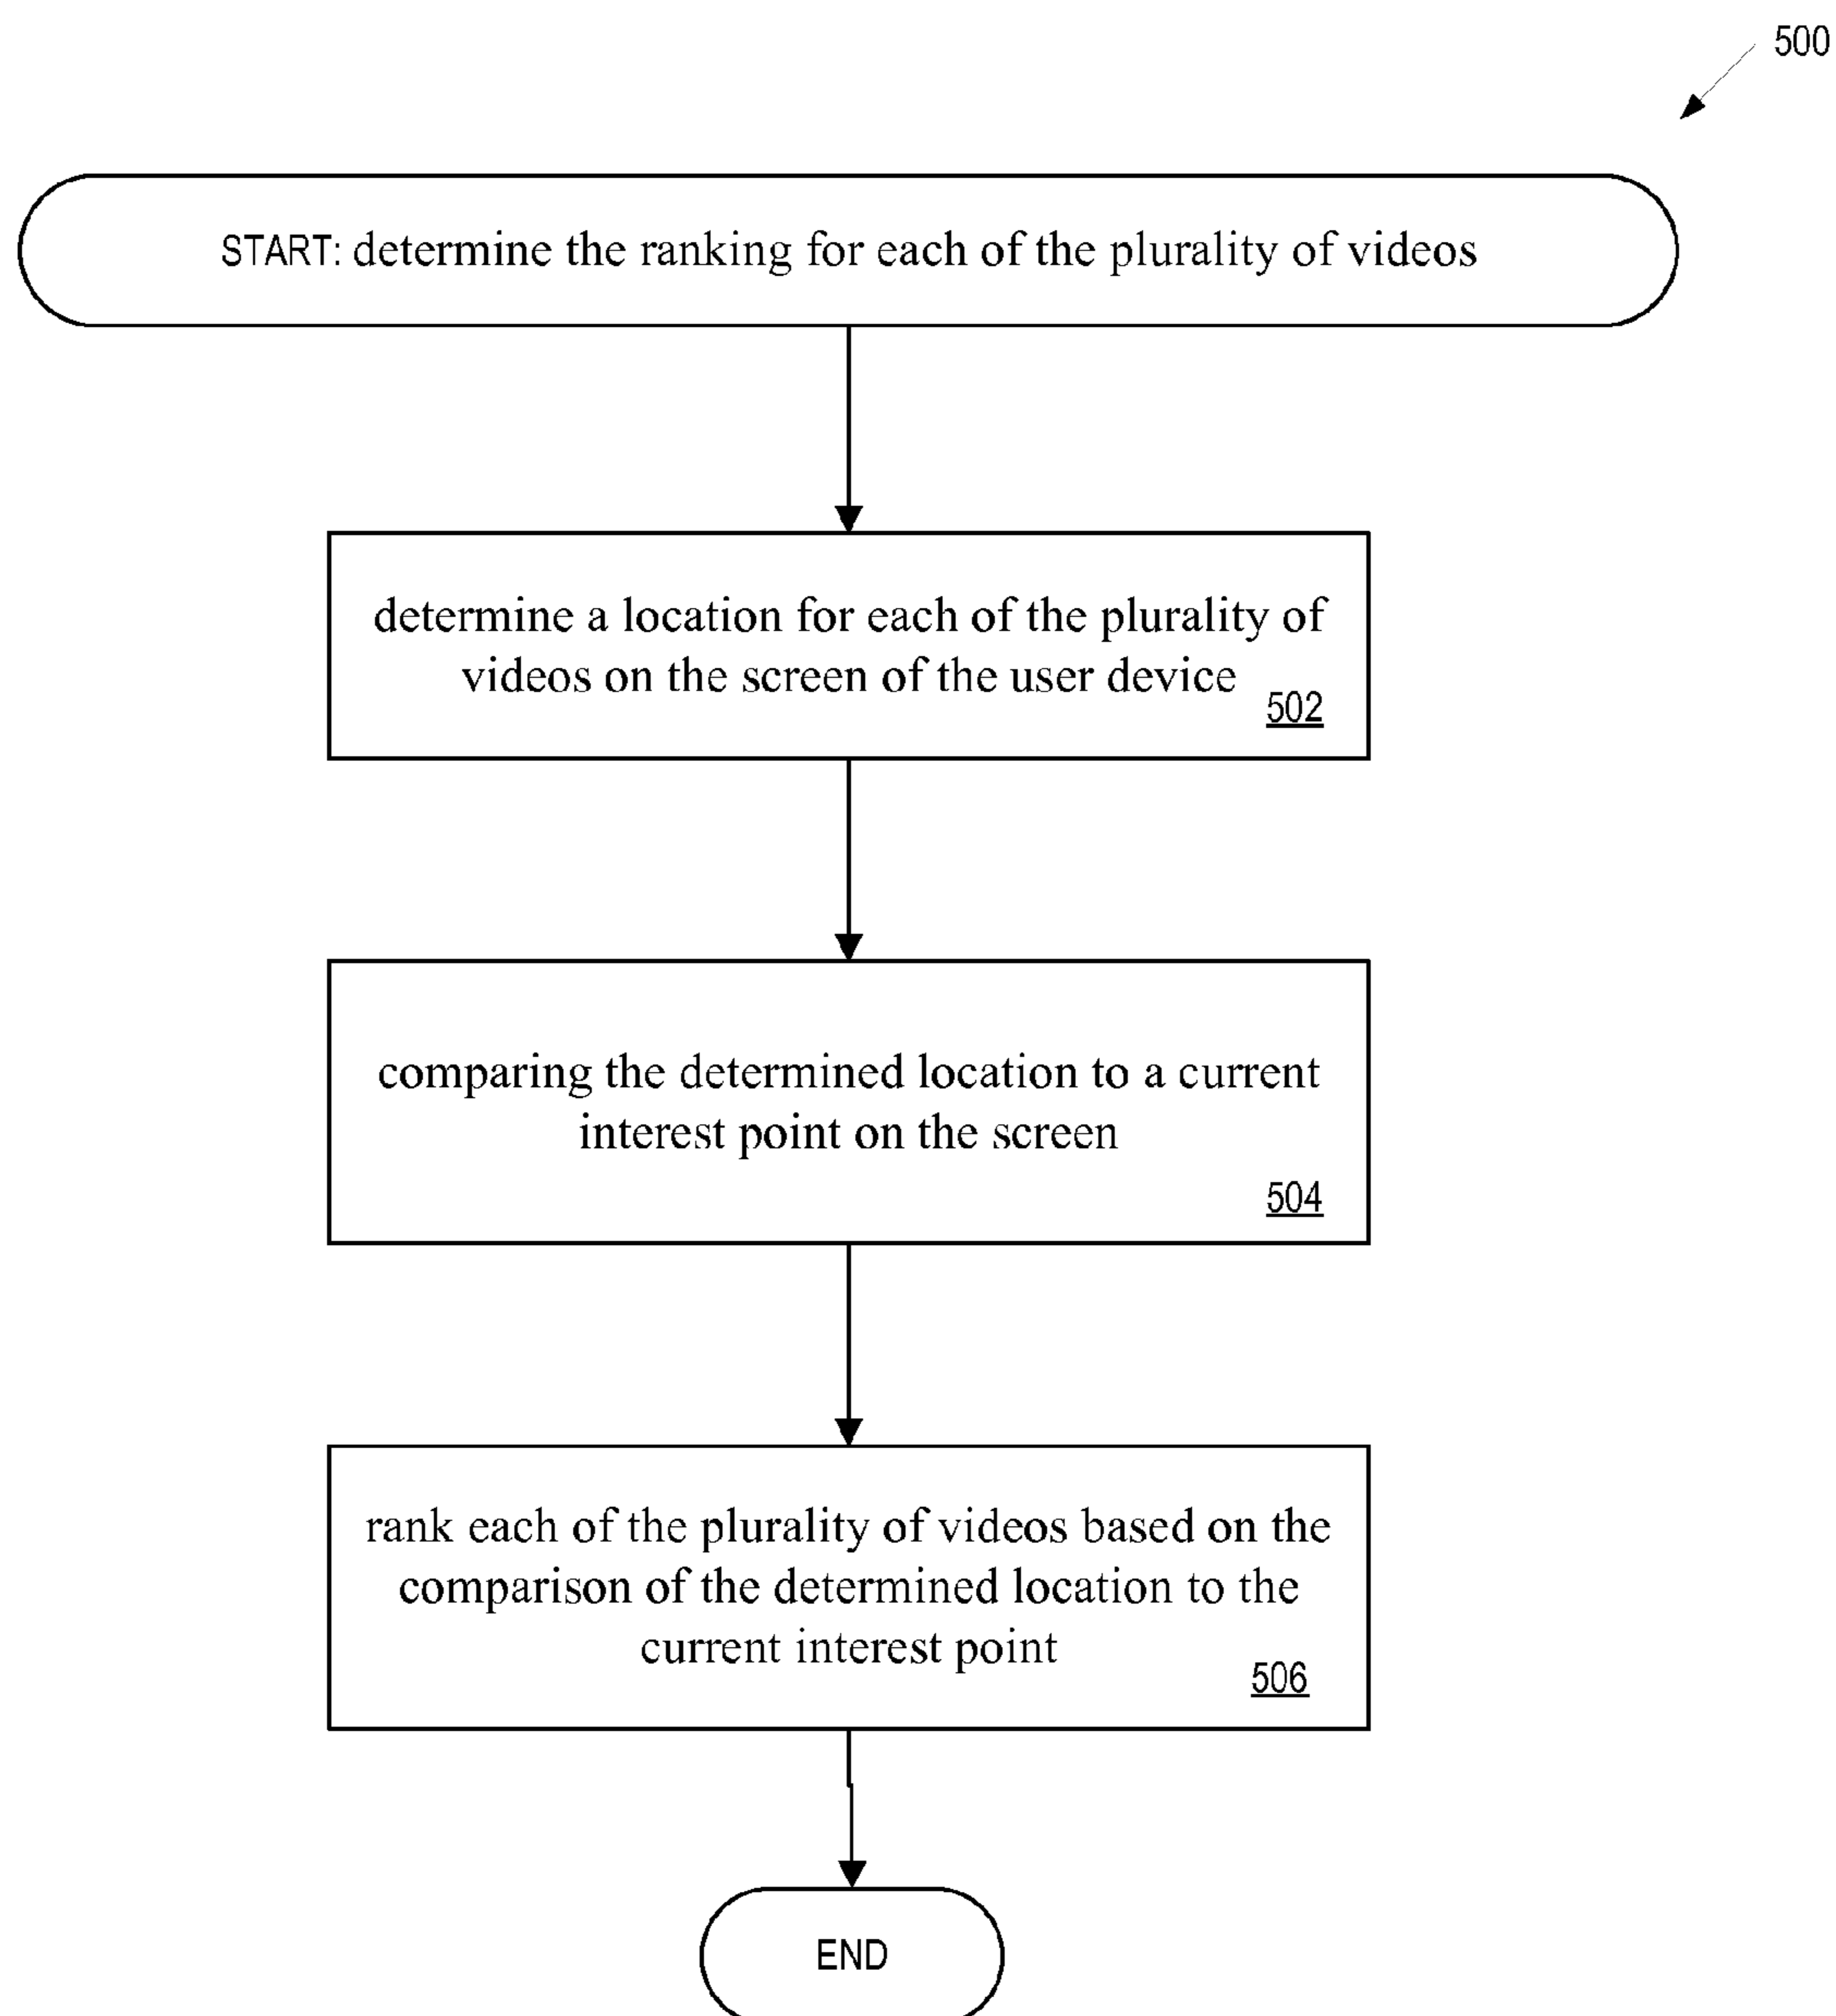 500
START: determine the ranking for each of the plurality of videos
determine a location for each of the plurality of
videos on the screen of the user device
502
comparing the determined location to a current
interest point on the screen
504
rank each of the plurality of videos based on the
comparison of the determined location to the
current interest point
506
END